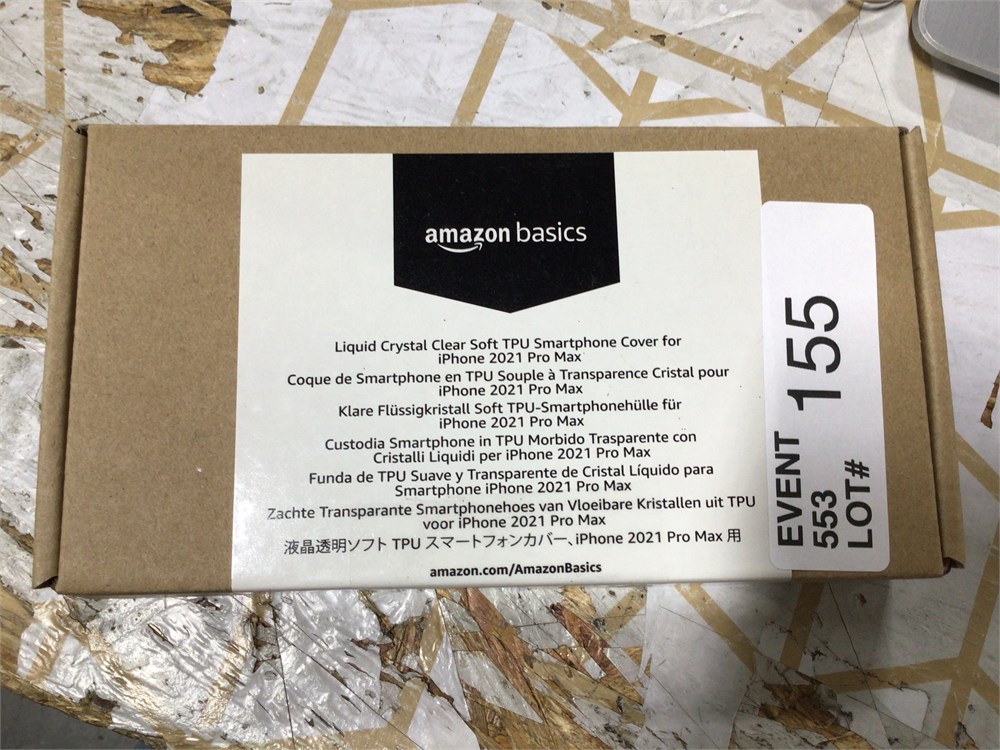 amazon basics
Liquid Crystal Clear Soft TPU Smartphone Cover for
iPhone 2021 Pro Max
Coque de Smartphone en TPU Souple à Transparence Cristal pour
iPhone 2021 Pro Max
Klare Flüssigkristall Soft TPU-Smartphonehülle für
iPhone 2021 Pro Max
Custodia Smartphone in TPU Morbido Trasparente con
Cristalli Liquidi per iPhone 2021 Pro Max
Funda de TPU Suave y Transparente de Cristal Líquido para
Smartphone iPhone 2021 Pro Max
Zachte Transparante Smartphonehoes van Vloeibare Kristallen uit TPU
voor iPhone 2021 Pro Max
液晶透明ソフト TPU スマートフォンカバー、iPhone 2021 Pro Max 用
amazon.com/AmazonBasics
EVENT 155
553
LOT#